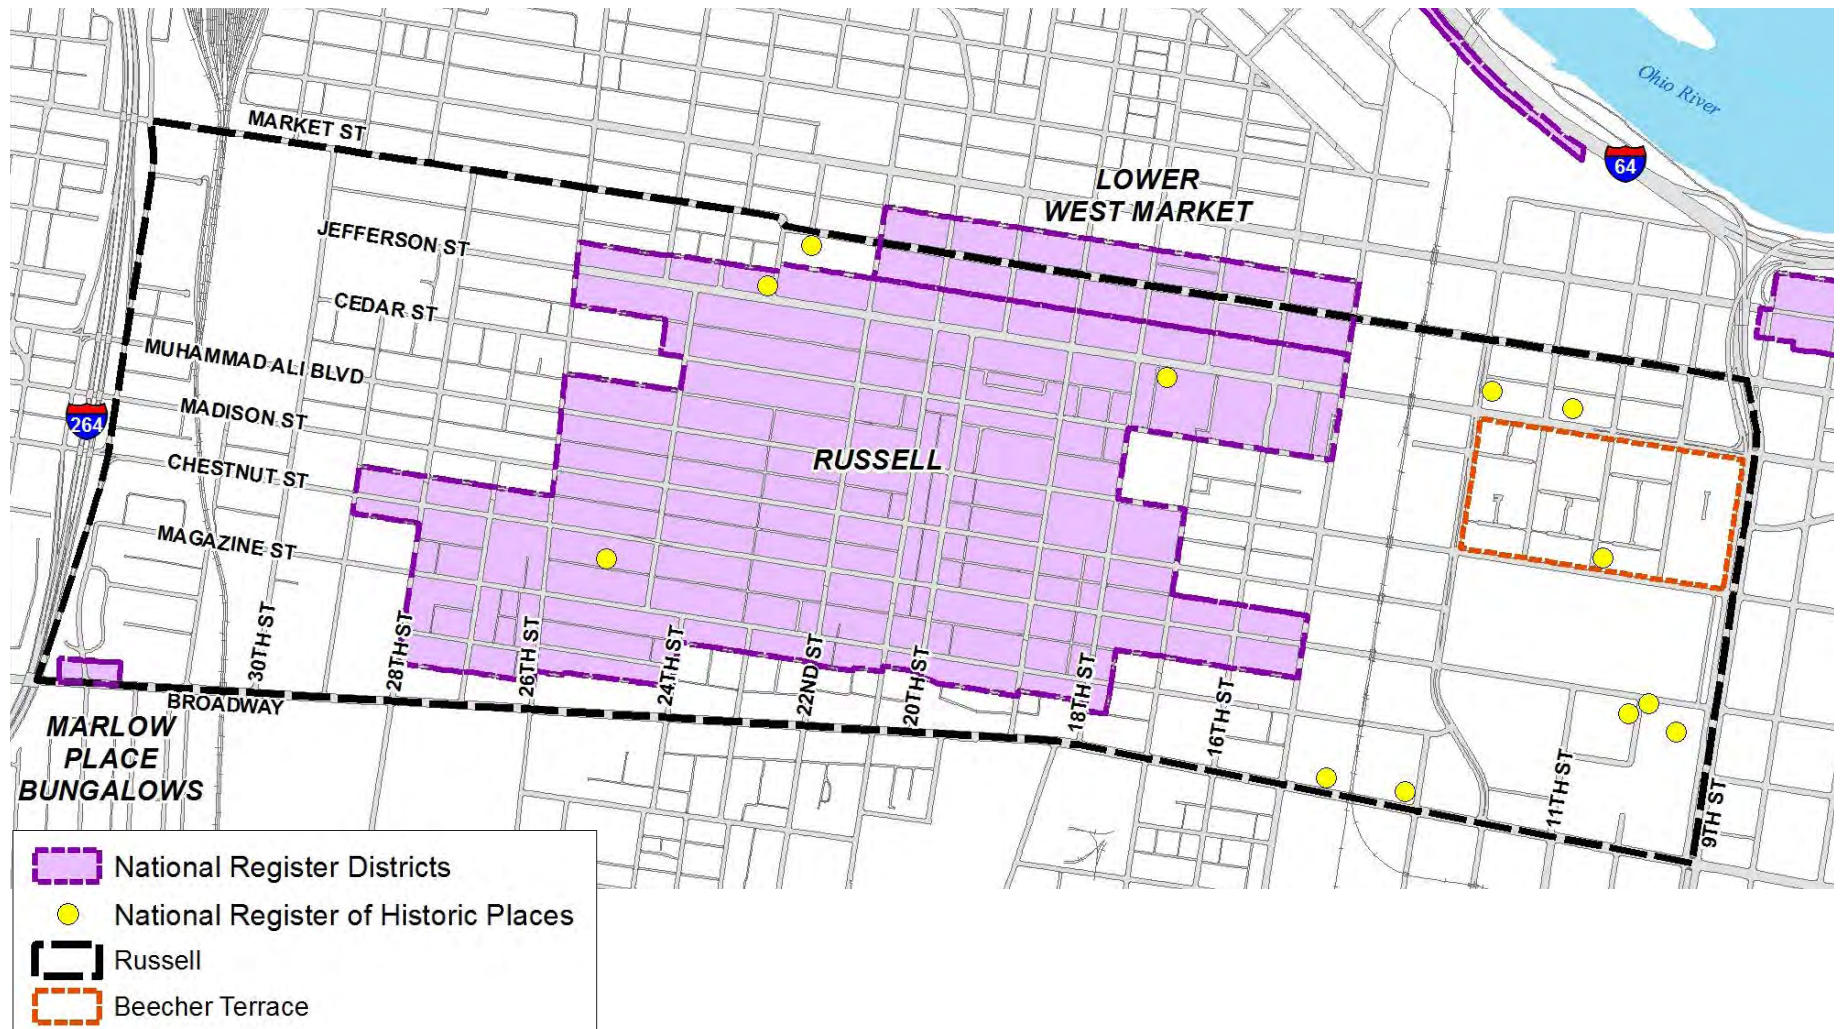 Ohio River
64
MARKET ST
LOWER
WEST MARKET
JEFFERSON ST
CEDAR ST
MUHAMMAD ALI BLVD
MADISON ST
264
CHESTNUT ST
RUSSELL
MAGAZINE ST
30TH ST
28TH ST
26TH ST
24TH ST
22ND ST
20TH ST
18TH ST
16TH ST
11TH ST
9TH ST
BROADWAY
MARLOW
PLACE
BUNGALOWS
National Register Districts
National Register of Historic Places
Russell
Beecher Terrace